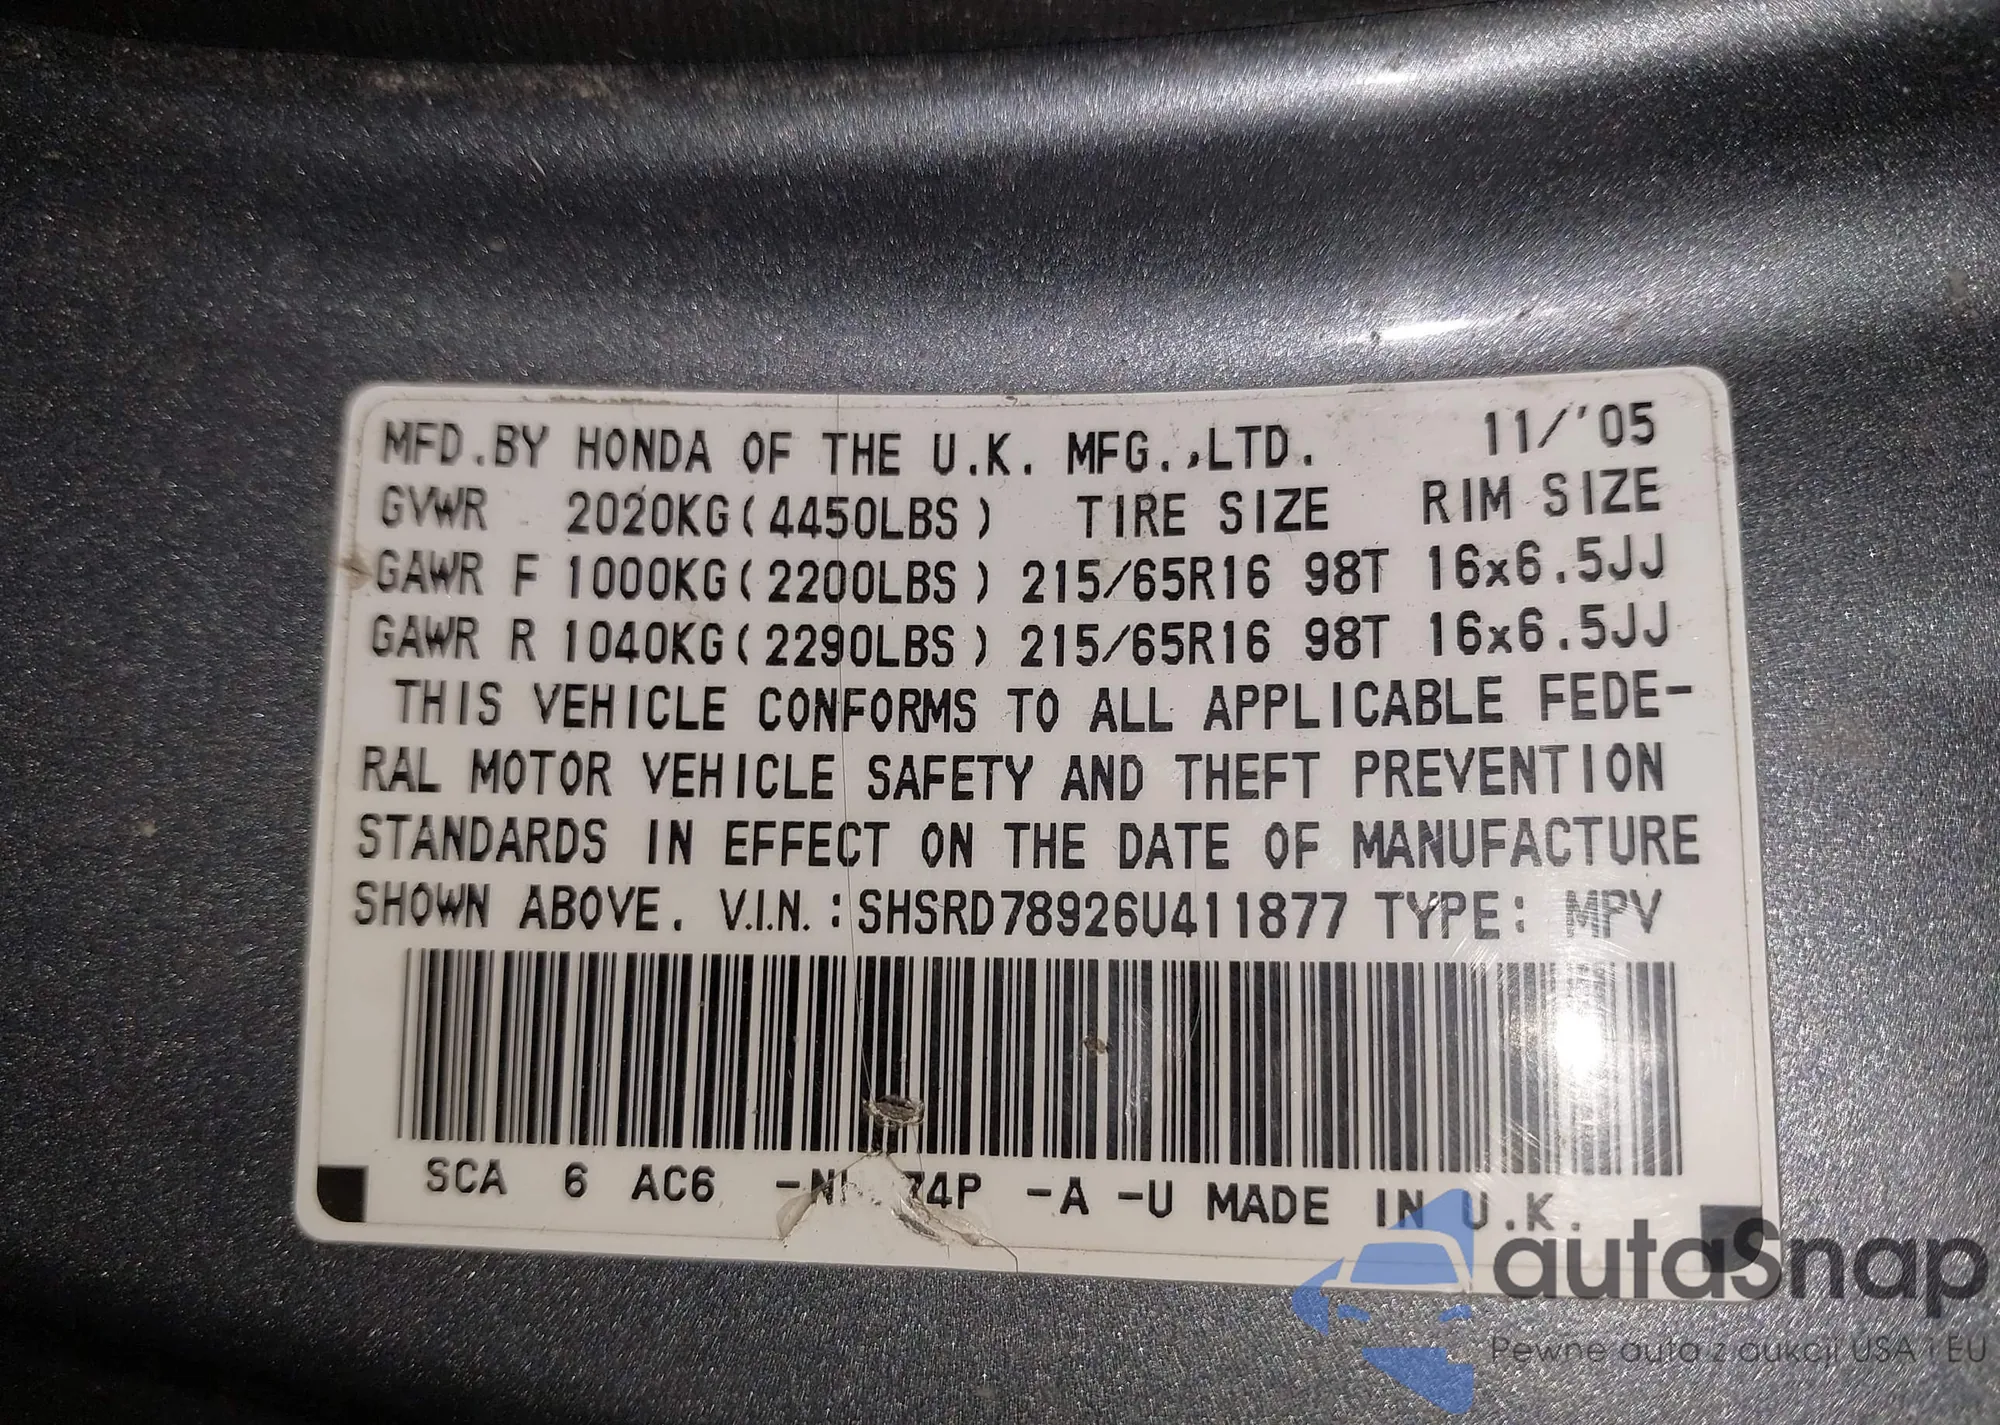 MFD.BY HONDA OF THE U.K. MFG.,LTD. 11/'05
GVWR 2020KG(4450LBS) TIRE SIZE RIM SIZE
GAWR F 1000KG(2200LBS) 215/65R16 98T 16x6.5JJ
GAWR R 1040KG(2290LBS) 215/65R16 98T 16x6.5JJ
THIS VEHICLE CONFORMS TO ALL APPLICABLE FEDE-
RAL MOTOR VEHICLE SAFETY AND THEFT PREVENTION
STANDARDS IN EFFECT ON THE DATE OF MANUFACTURE
SHOWN ABOVE. V.I.N.:SHSRD78926U411877 TYPE: MPV
SCA 6 AC6 74P -A -U MADE IN U.K.
autoSnap
Pewne auta z aukcji USA i EU